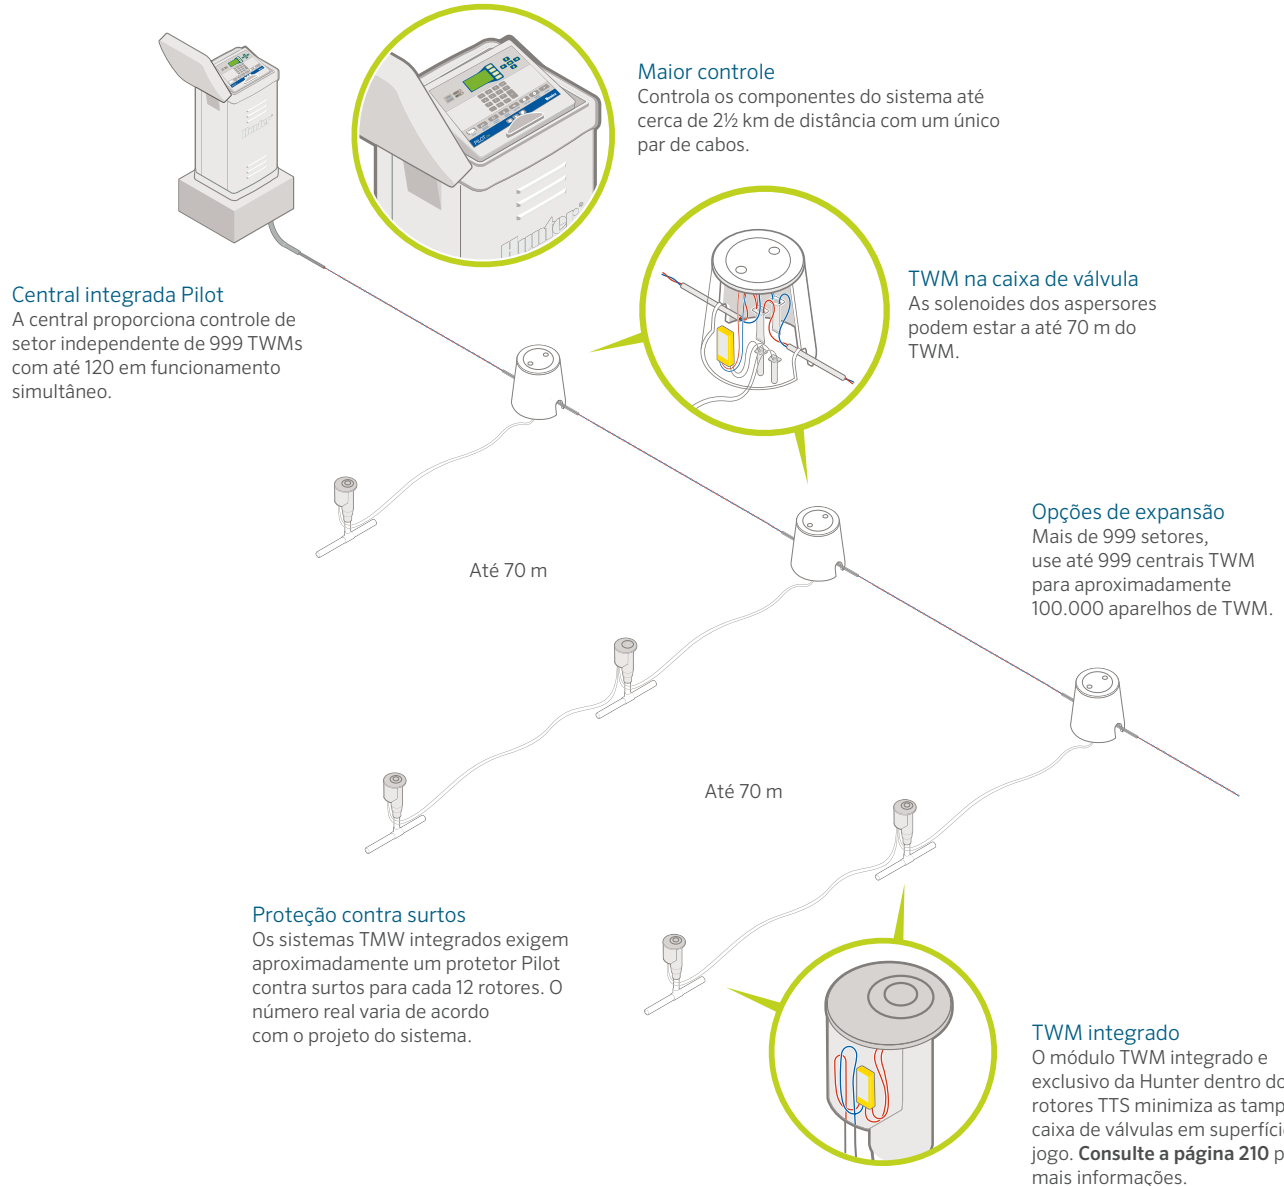 Maior controle
Controla os componentes do sistema até
cerca de 2½ km de distância com um único
par de cabos.
Hunter
TWM na caixa de válvula
As solenoides dos aspersores
podem estar a até 70 m do
TWM.
Central integrada Pilot
A central proporciona controle de
setor independente de 999 TWMs
com até 120 em funcionamento
simultâneo.
Opções de expansão
Mais de 999 setores,
use até 999 centrais TWM
para aproximadamente
100.000 aparelhos de TWM.
Até 70 m
Até 70 m
Proteção contra surtos
Os sistemas TMW integrados exigem
aproximadamente um protetor Pilot
contra surtos para cada 12 rotores. O
número real varia de acordo
com o projeto do sistema.
TWM integrado
O módulo TWM integrado e
exclusivo da Hunter dentro do
rotores TTS minimiza as tamp
caixa de válvulas em superfíci
jogo. Consulte a página 210 p
mais informações.